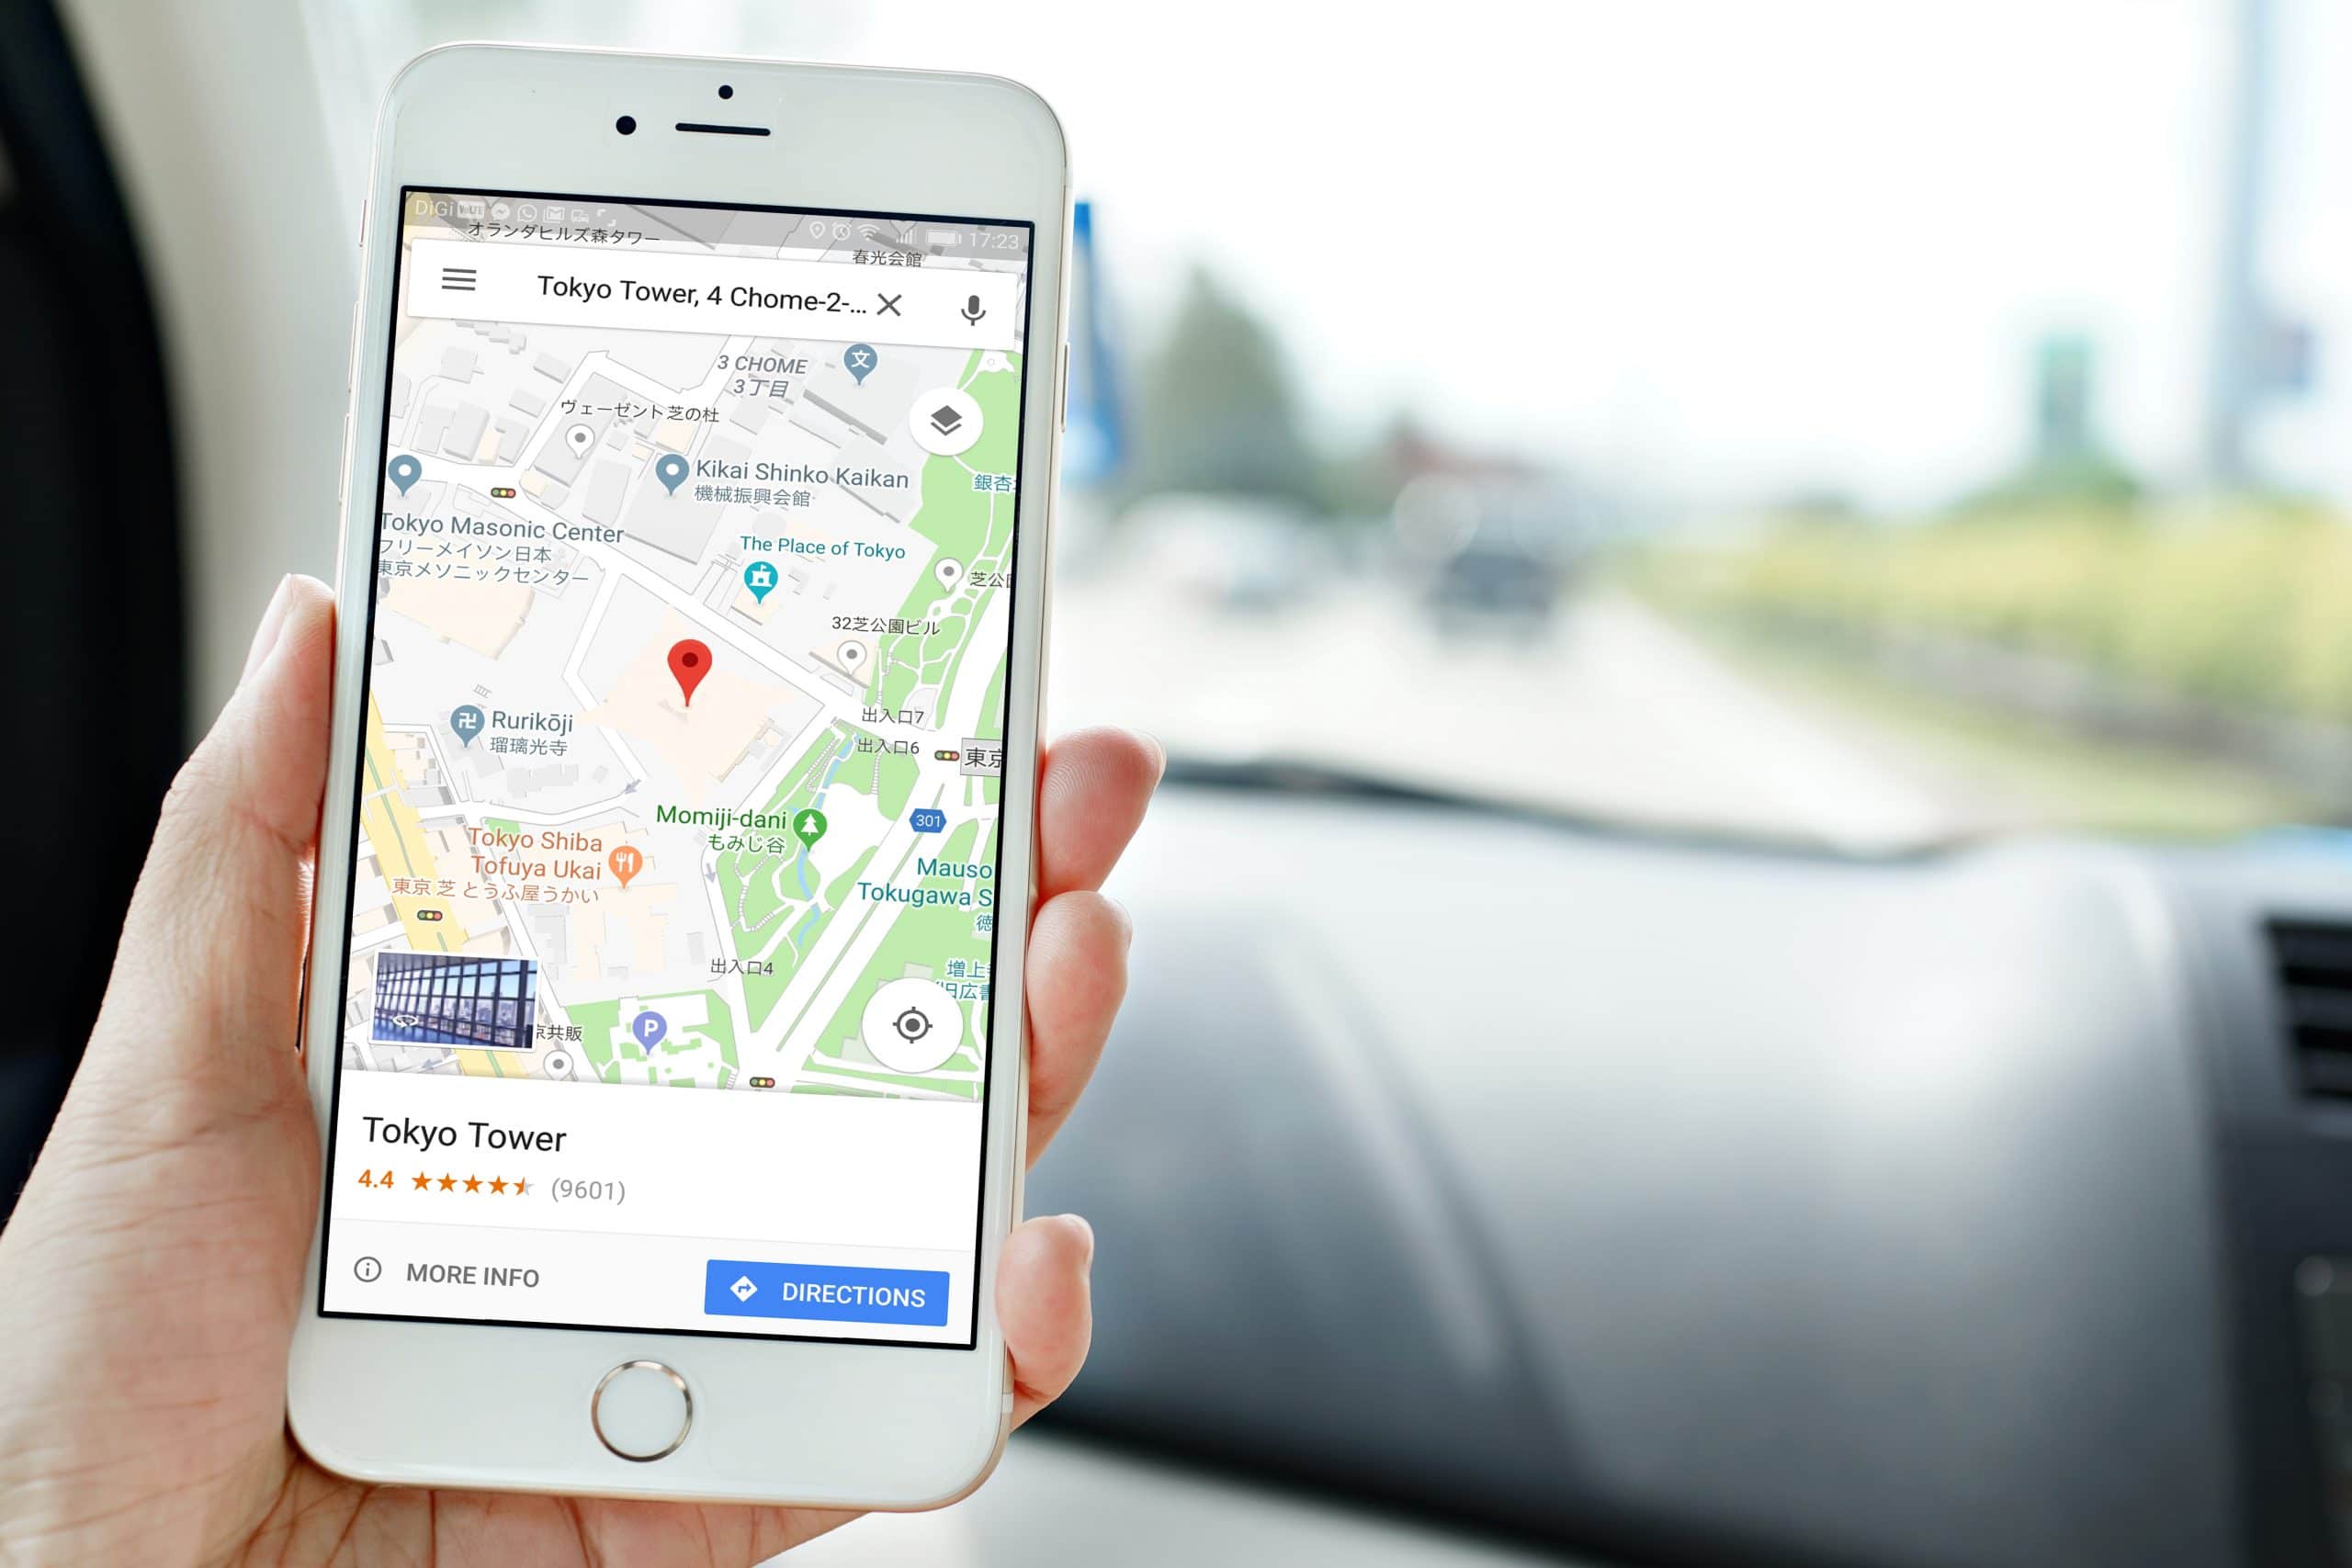 DiGi VoLTE 17:23
オランダヒルズ森タワー
春光会館
Tokyo Tower, 4 Chome-2-...
3 CHOME
3丁目
文
ヴェーゼント芝の杜
Kikai Shinko Kaikan
機械振興会館
銀杏
Tokyo Masonic Center
フリーメイソン日本
東京メソニックセンター
The Place of Tokyo
芝公
32芝公園ビル
出入口7
出入口6
東京
卍
Rurikōji
瑠璃光寺
Momiji-dani
もみじ谷
301
Tokyo Shiba
Tofuya Ukai
東京 芝 とうふ屋うかい
Mauso
Tokugawa S
徳
出入口4
増上
旧広
京共販
P
Tokyo Tower
4.4 ★★★★★ (9601)
MORE INFO
DIRECTIONS